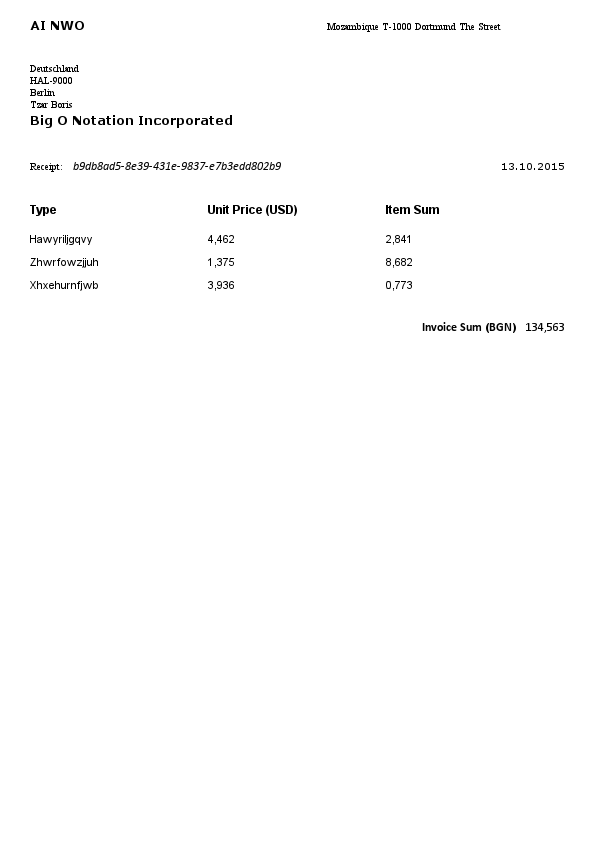 AI NWO Mozambique T-1000 Dortmund The Street
Deutschland
HAL-9000
Berlin
Tzar Boris
Big O Notation Incorporated
Receipt: b9db8ad5-8e39-431e-9837-e7b3edd802b9 13.10.2015
Type Unit Price (USD) Item Sum
Hawyriljgqvy 4,462 2,841
Zhwrfowzjjuh 1,375 8,682
Xhxehurnfjwb 3,936 0,773
Invoice Sum (BGN) 134,563